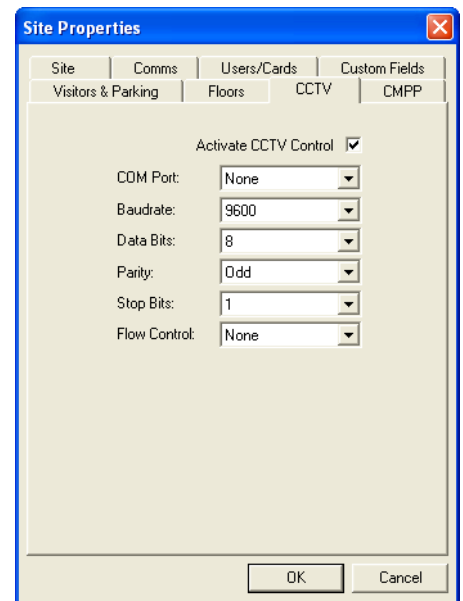 Site Properties
Site Comms Users/Cards Custom Fields
Visitors & Parking Floors CCTV CMPP
Activate CCTV Control
COM Port: None
Baudrate: 9600
Data Bits: 8
Parity: Odd
Stop Bits: 1
Flow Control: None
OK Cancel